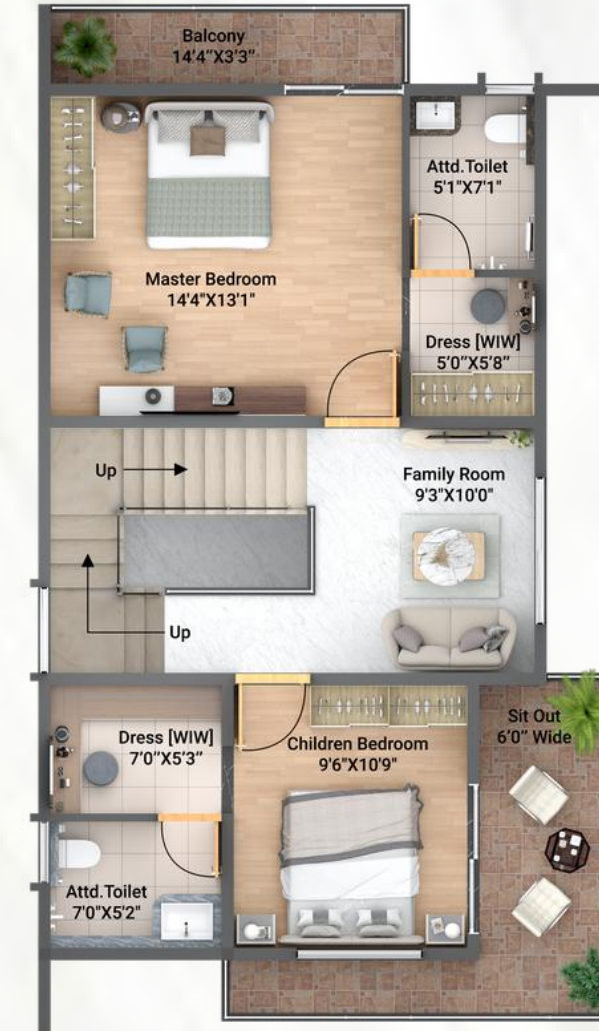 Balcony
14'4"X3'3"
Attd.Toilet
5'1"X7'1"
Master Bedroom
14'4"X13'1"
Dress [WIW]
5'0"X5'8"
Up
Family Room
9'3"X10'0"
Up
Dress [WIW]
7'0"X5'3"
Children Bedroom
9'6"X10'9"
Sit Out
6'0" Wide
Attd.Toilet
7'0"X5'2"